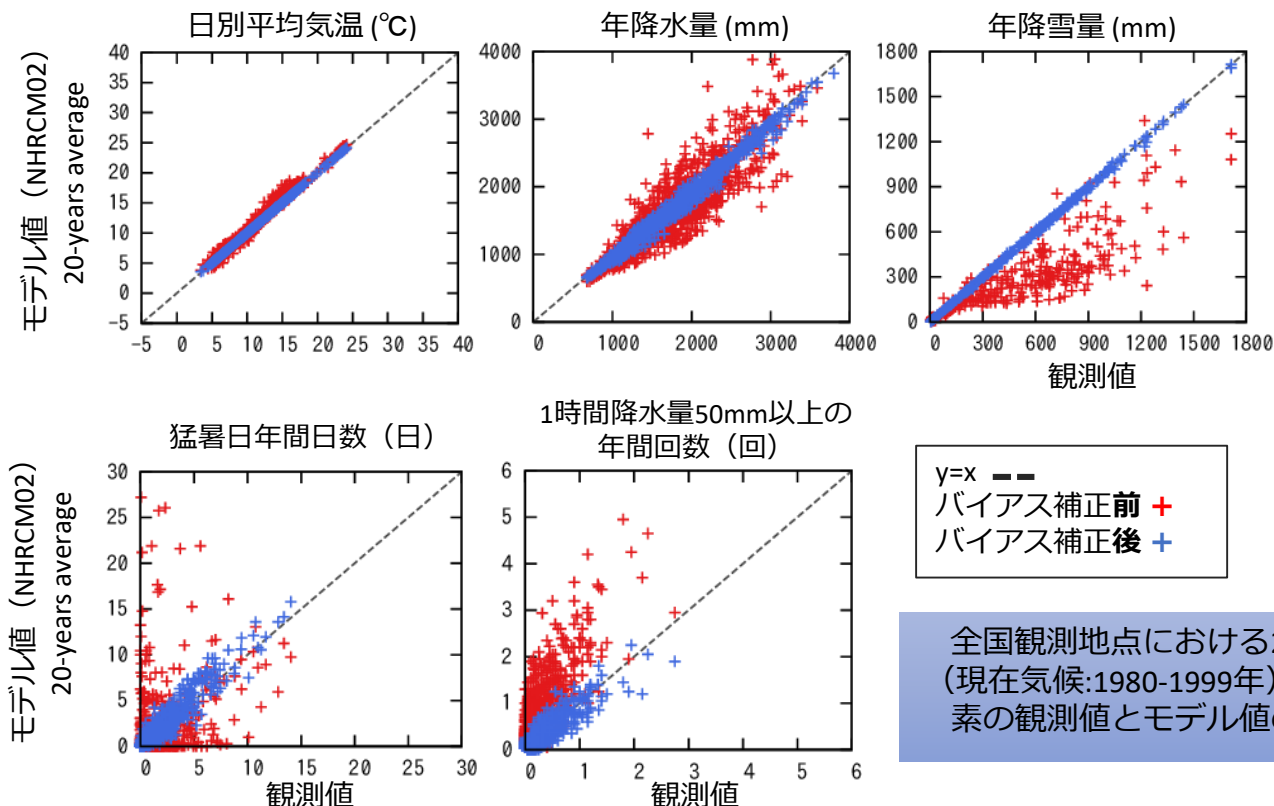 日別平均気温 (℃)
年降水量 (mm)
年降雪量 (mm)
モデル値（NHRCM02）
20-years average
40
35
30
25
20
15
10
5
0
-5
-5 0 5 10 15 20 25 30 35 40
4000
3000
2000
1000
0
0 1000 2000 3000 4000
1800
1500
1200
900
600
300
0
0 300 600 900 1200 1500 1800
観測値
猛暑日年間日数（日）
1時間降水量50mm以上の
年間回数（回）
モデル値（NHRCM02）
20-years average
30
25
20
15
10
5
0
0 5 10 15 20 25 30
観測値
6
5
4
3
2
1
0
0 1 2 3 4 5 6
観測値
y=x
バイアス補正前
バイアス補正後
全国観測地点における
（現在気候:1980-1999年）
素の観測値とモデル値